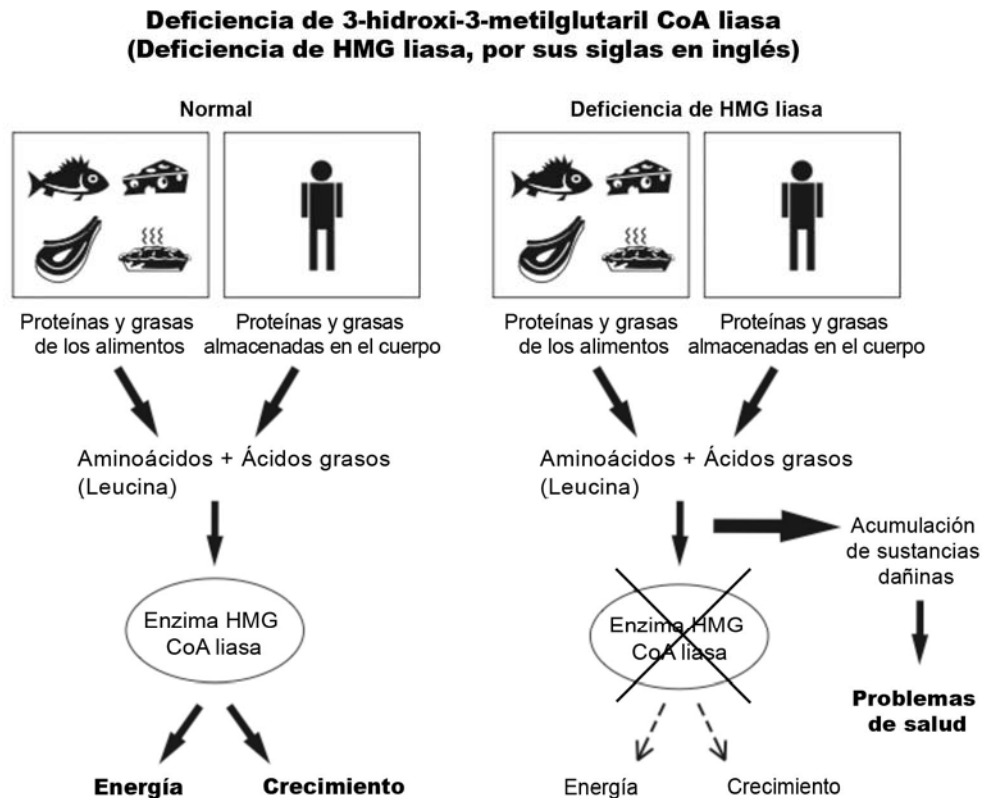 Deficiencia de 3-hidroxi-3-metilglutaril CoA liasa
(Deficiencia de HMG liasa, por sus siglas en inglés)
Normal
Proteínas y grasas
de los alimentos
Proteínas y grasas
almacenadas en el cuerpo
Aminoácidos + Ácidos grasos
(Leucina)
Enzima HMG
CoA liasa
Energía
Crecimiento
Deficiencia de HMG liasa
Proteínas y grasas
de los alimentos
Proteínas y grasas
almacenadas en el cuerpo
Aminoácidos + Ácidos grasos
(Leucina)
Acumulación
de sustancias
dañinas
Enzima HMG
CoA liasa
Problemas
de salud
Energía
Crecimiento